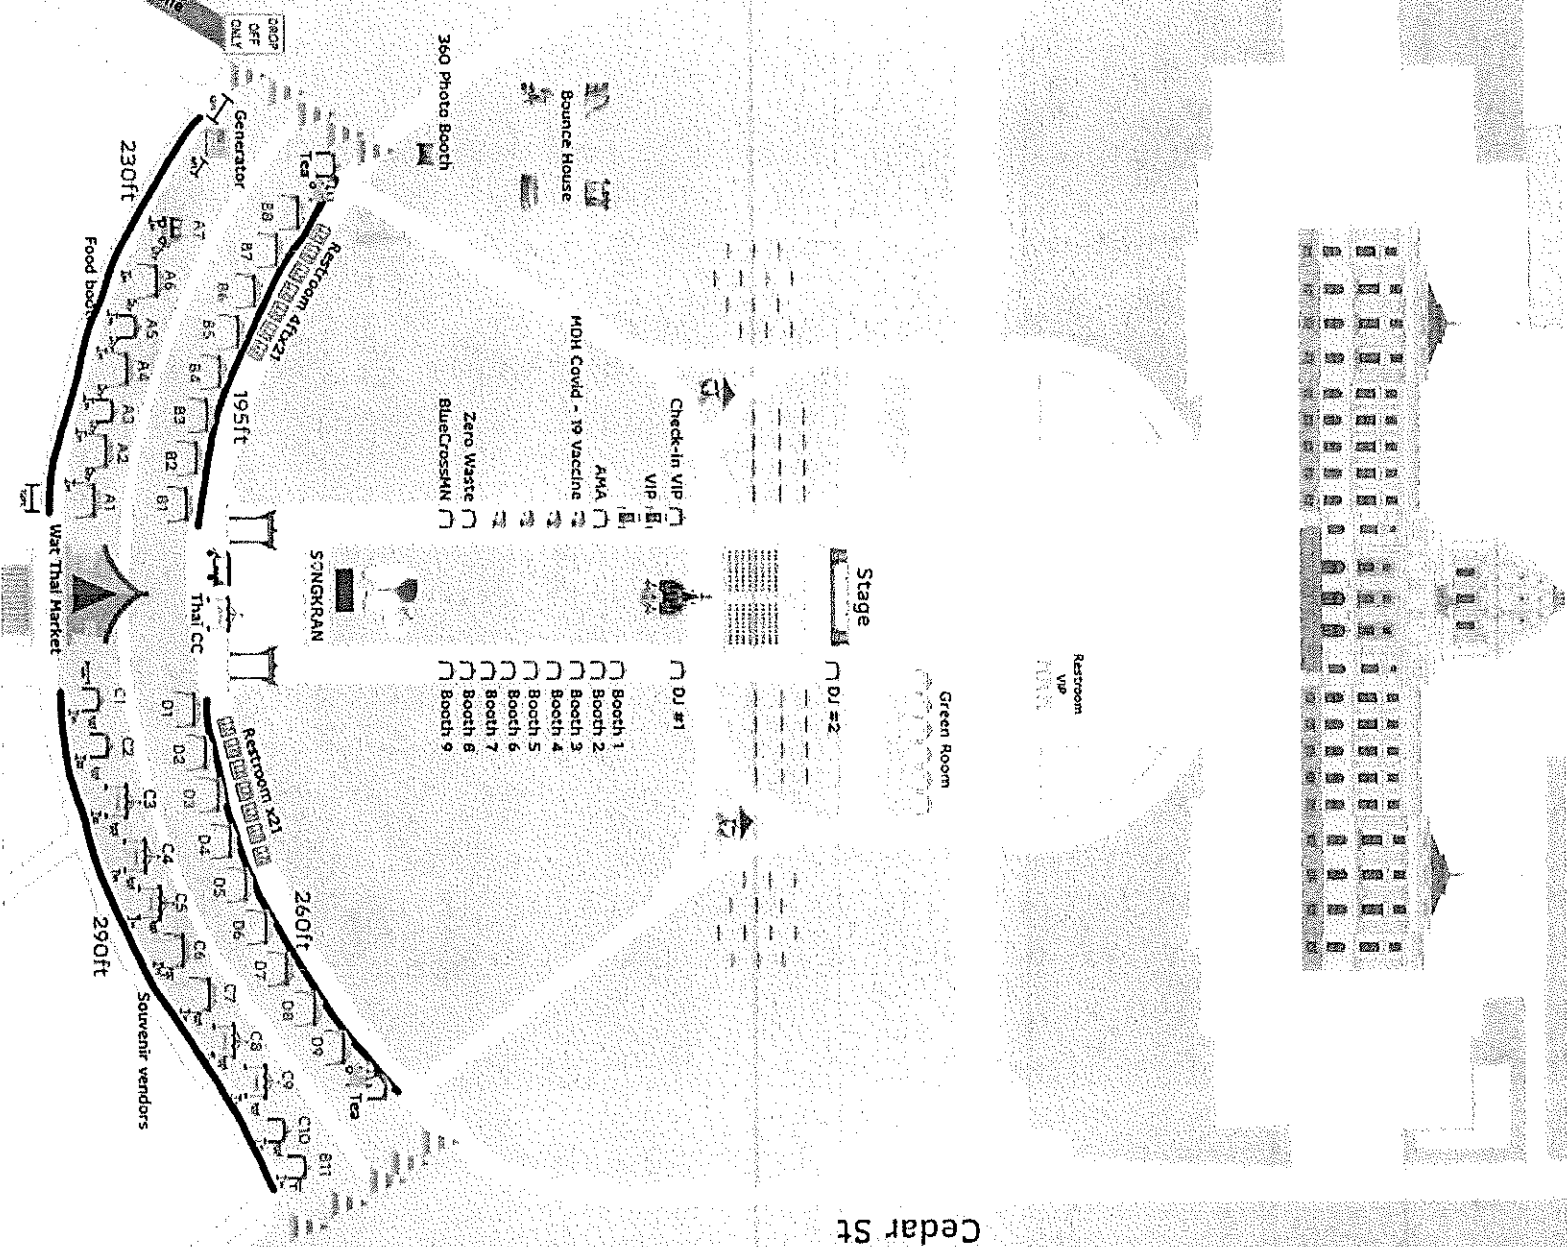 DROP
OFF
ONLY
360 Photo Booth
Bounce House
Generator
Tea
230ft
Food boot
A7
A6
A5
A4
A3
A2
A1
B8
B7
B6
B5
B4
B3
B2
B1
Restroom 4ftx21
195ft
BlueCrossMN
Zero Waste
MDH Covid - 19 Vaccine
AMA
VIP
Check-in VIP
Wat Thai Market
Thai CC
SONGKRAN
Stage
Restroom
VIP
Green Room
DJ #2
DJ #1
Booth 1
Booth 2
Booth 3
Booth 4
Booth 5
Booth 6
Booth 7
Booth 8
Booth 9
D1
D2
D3
D4
D5
D6
D7
D8
D9
Restroom x21
260ft
Tea
C1
C2
C3
C4
C5
C6
C7
C8
C9
C10
B11
290ft
Souvenir vendors
Cedar St